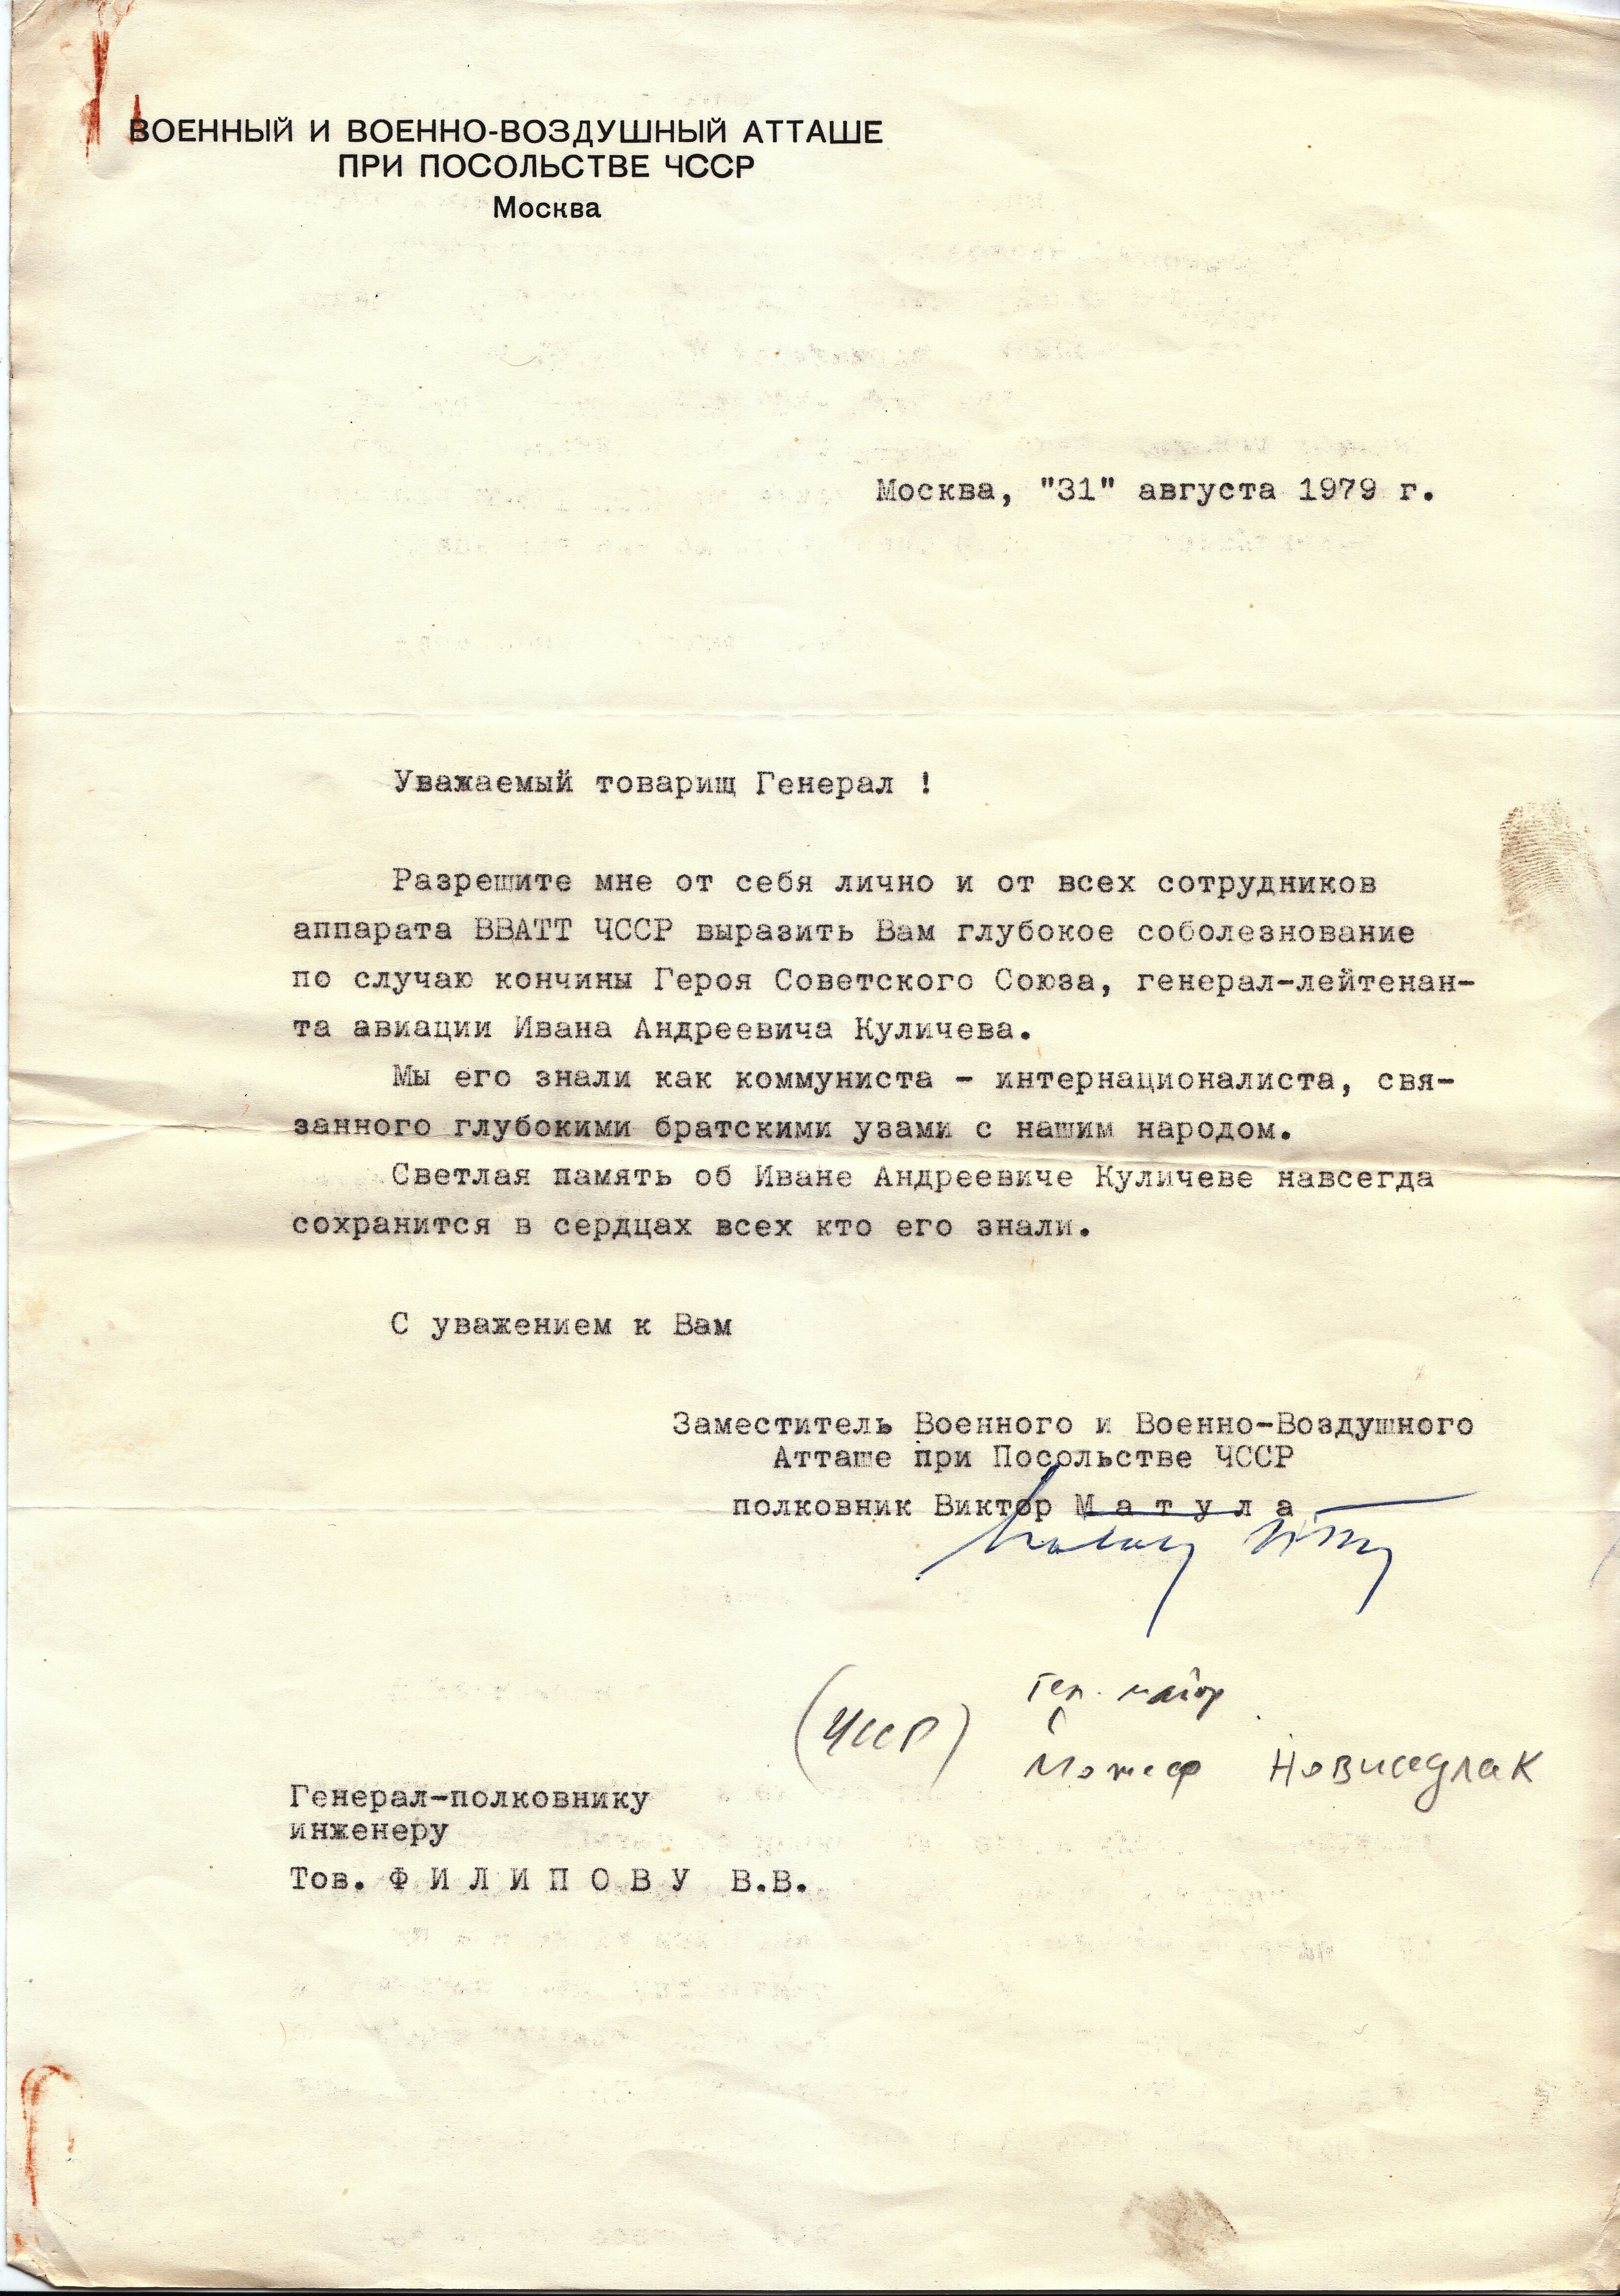 ВОЕННЫЙ И ВОЕННО-ВОЗДУШНЫЙ АТТАШЕ
ПРИ ПОСОЛЬСТВЕ ЧССР
Москва
Москва, "31" августа 1979 г.
Уважаемый товарищ Генерал !
Разрешите мне от себя лично и от всех сотрудников
аппарата ВВАТТ ЧССР выразить Вам глубокое соболезнование
по случаю кончины Героя Советского Союза, генерал-лейтенан-
та авиации Ивана Андреевича Куличева.
Мы его знали как коммуниста - интернационалиста, свя-
занного глубокими братскими узами с нашим народом.
Светлая память об Иване Андреевиче Куличеве навсегда
сохранится в сердцах всех кто его знали.
С уважением к Вам
Заместитель Военного и Военно-Воздушного
Атташе при Посольстве ЧССР
полковник Виктор М а т у л а
Ген. майор
(ЧССР)
Новиседлак
Генерал-полковнику
инженеру
Тов. Ф И Л И П О В У В.В.